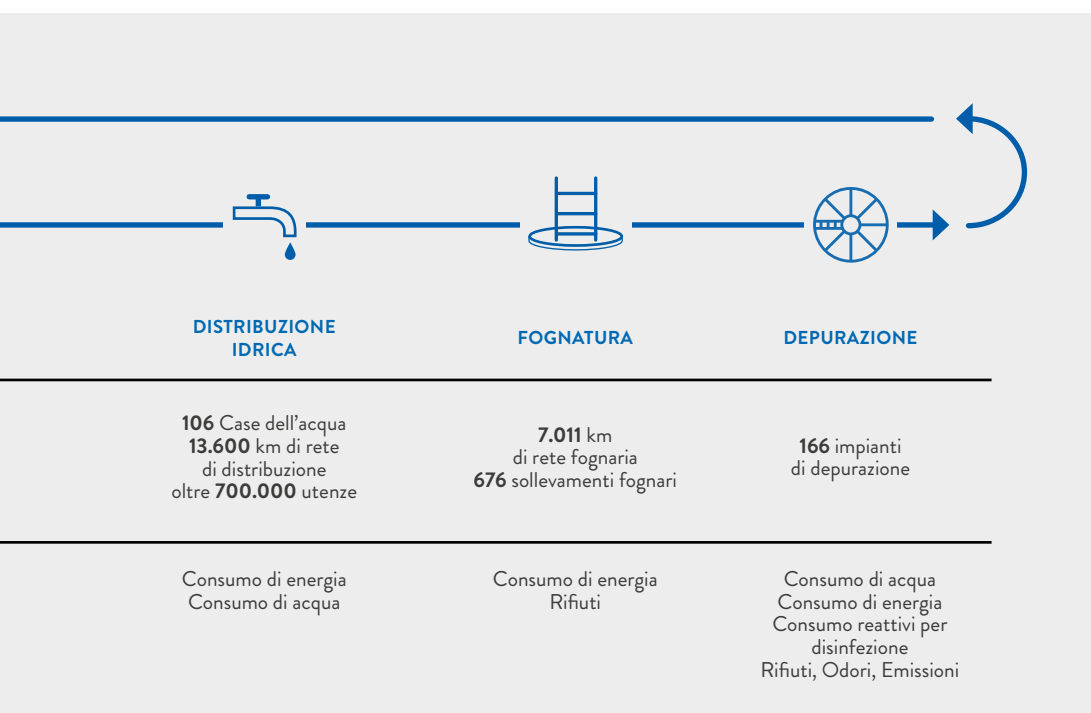 DISTRIBUZIONE
IDRICA
FOGNATURA
DEPURAZIONE
106 Case dell'acqua
13.600 km di rete
di distribuzione
oltre 700.000 utenze
7.011 km
di rete fognaria
676 sollevamenti fognari
166 impianti
di depurazione
Consumo di energia
Consumo di acqua
Consumo di energia
Rifiuti
Consumo di acqua
Consumo di energia
Consumo reattivi per
disinfezione
Rifiuti, Odori, Emissioni